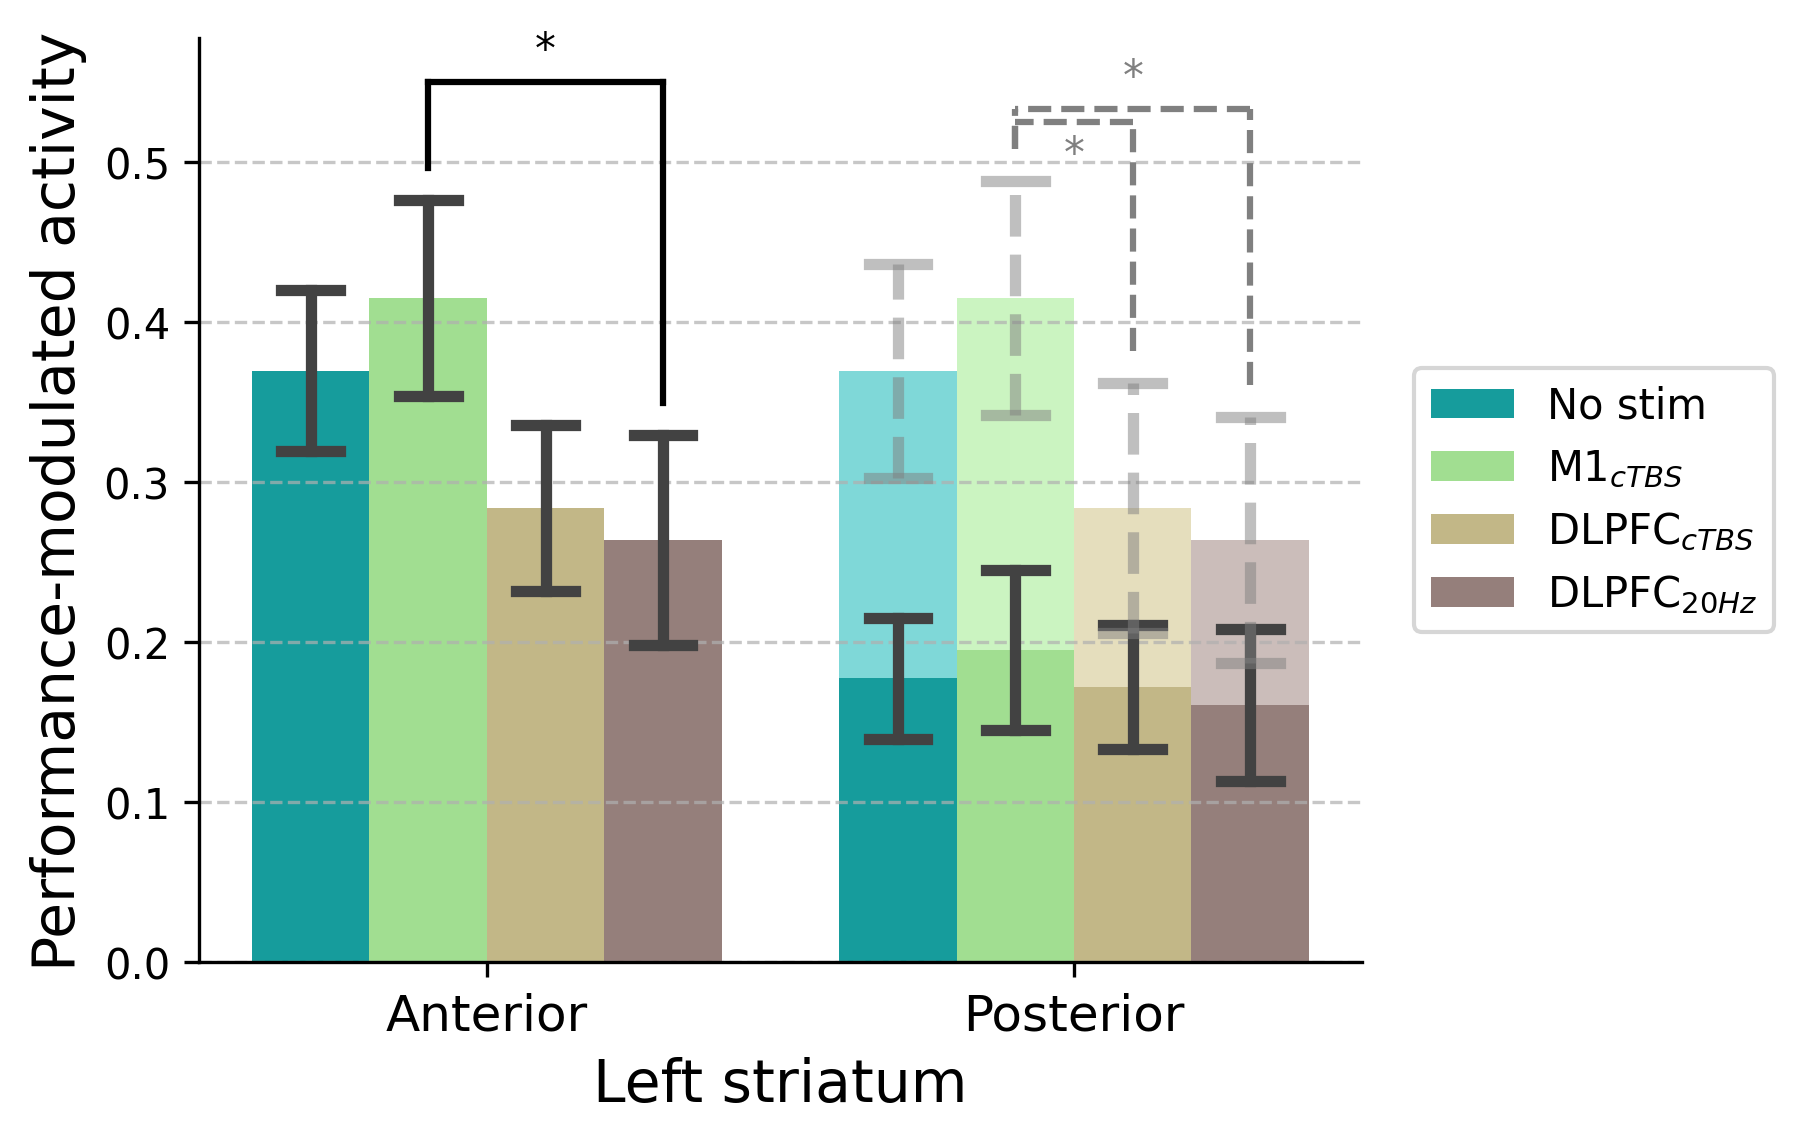 Performance-modulated activity
0.5
0.4
0.3
0.2
0.1
0.0
*
*
*
Anterior
Posterior
Left striatum
No stim
M1cTBS
DLPFCcTBS
DLPFC20Hz